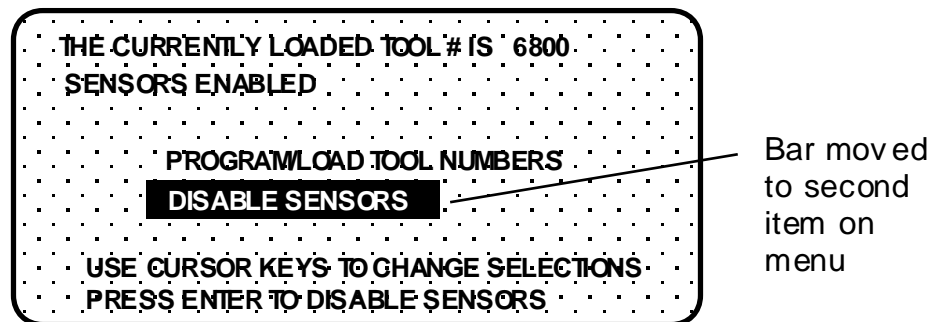 THE CURRENTLY LOADED TOOL # IS 6800
SENSORS ENABLED
PROGRAM/LOAD TOOL NUMBERS
DISABLE SENSORS
USE CURSOR KEYS TO CHANGE SELECTIONS
PRESS ENTER TO DISABLE SENSORS
Bar moved
to second
item on
menu